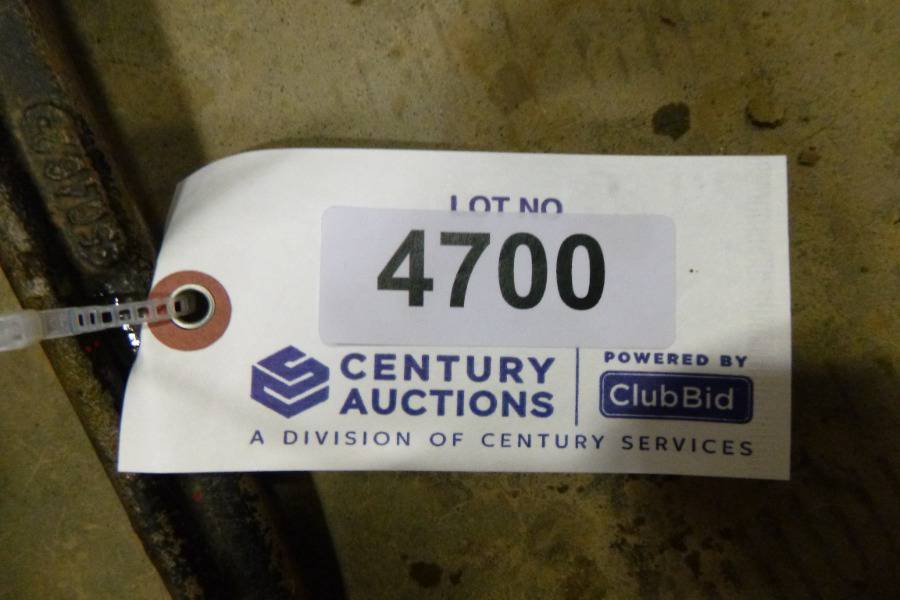 LOT NO
4700
CENTURY
AUCTIONS
POWERED BY
ClubBid
A DIVISION OF CENTURY SERVICES